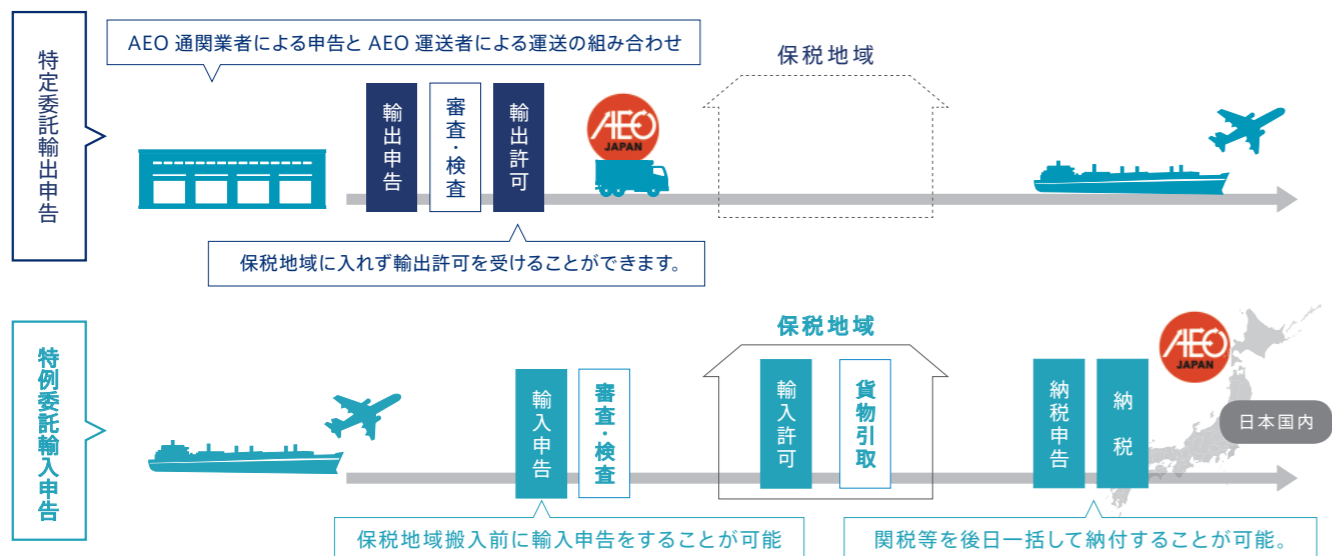 特定委託輸出申告
AEO 通関業者による申告と AEO 運送者による運送の組み合わせ
輸出申告
審査・検査
輸出許可
AEO
JAPAN
保税地域
保税地域に入れず輸出許可を受けることができます。
特例委託輸入申告
輸入申告
審査・検査
保税地域
輸入許可
貨物引取
納税申告
納税
AEO
JAPAN
日本国内
保税地域搬入前に輸入申告をすることが可能
関税等を後日一括して納付することが可能。